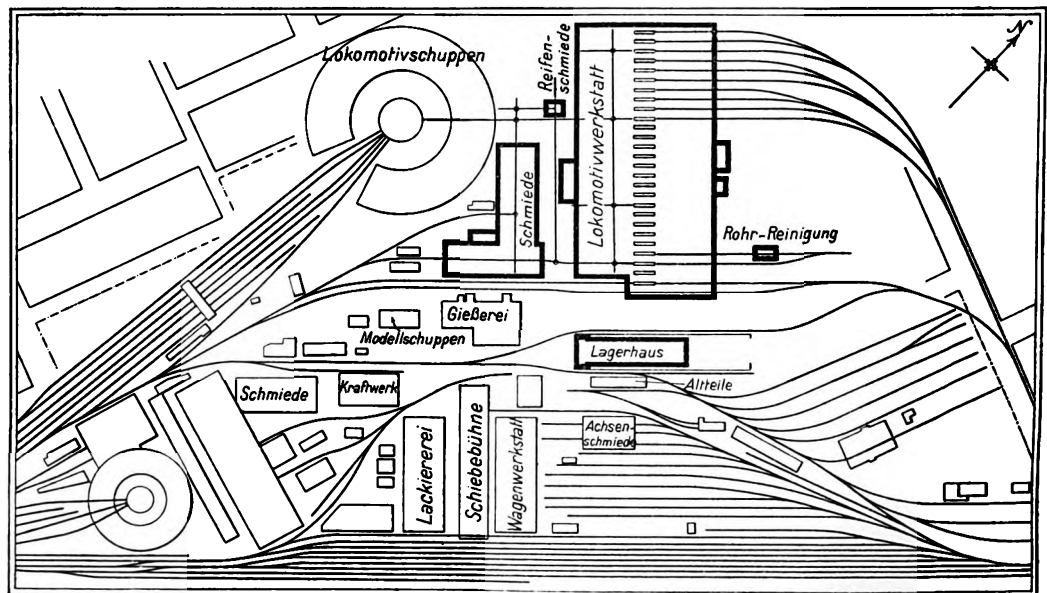 Lokomotivschuppen
Reifen-
schmiede
N
Lokomotivwerkstatt
Schmiede
Rohr-Reinigung
Gießerei
Modellschuppen
Lagerhaus
Schmiede
Kraftwerk
Altteile
Lackiererei
Schiebebühne
Wagenwerkstatt
Achsen-
schmiede